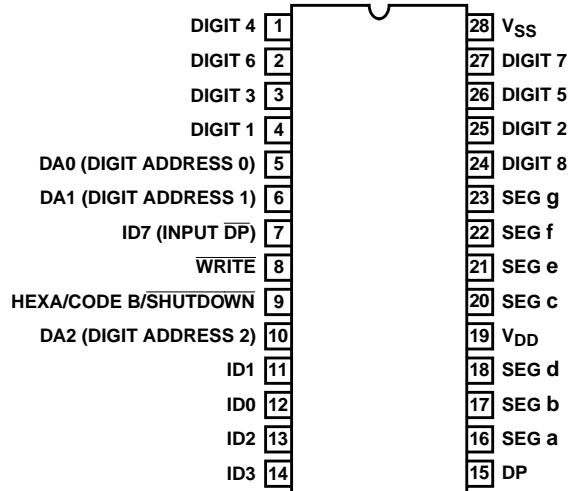 DIGIT 4 1 28 VSS
DIGIT 6 2 27 DIGIT 7
DIGIT 3 3 26 DIGIT 5
DIGIT 1 4 25 DIGIT 2
DA0 (DIGIT ADDRESS 0) 5 24 DIGIT 8
DA1 (DIGIT ADDRESS 1) 6 23 SEG g
ID7 (INPUT DP) 7 22 SEG f
WRITE 8 21 SEG e
HEXA/CODE B/SHUTDOWN 9 20 SEG c
DA2 (DIGIT ADDRESS 2) 10 19 VDD
ID1 11 18 SEG d
ID0 12 17 SEG b
ID2 13 16 SEG a
ID3 14 15 DP